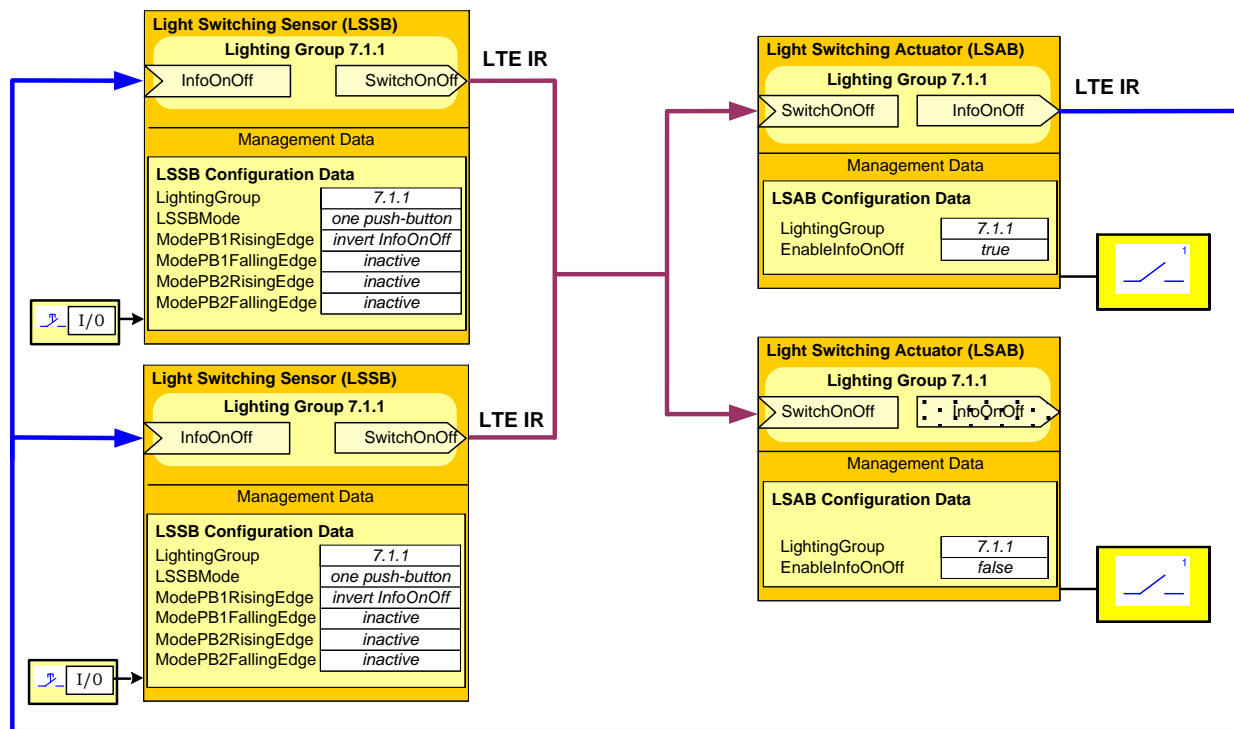 Light Switching Sensor (LSSB)
Lighting Group 7.1.1
InfoOnOff
SwitchOnOff
LTE IR
Management Data
LSSB Configuration Data
LightingGroup 7.1.1
LSSBMode one push-button
ModePB1RisingEdge invert InfoOnOff
ModePB1FallingEdge inactive
ModePB2RisingEdge inactive
ModePB2FallingEdge inactive
I/0
Light Switching Sensor (LSSB)
Lighting Group 7.1.1
InfoOnOff
SwitchOnOff
LTE IR
Management Data
LSSB Configuration Data
LightingGroup 7.1.1
LSSBMode one push-button
ModePB1RisingEdge invert InfoOnOff
ModePB1FallingEdge inactive
ModePB2RisingEdge inactive
ModePB2FallingEdge inactive
I/0
Light Switching Actuator (LSAB)
Lighting Group 7.1.1
SwitchOnOff
InfoOnOff
LTE IR
Management Data
LSAB Configuration Data
LightingGroup 7.1.1
EnableInfoOnOff true
1
Light Switching Actuator (LSAB)
Lighting Group 7.1.1
SwitchOnOff
InfoOnOff
Management Data
LSAB Configuration Data
LightingGroup 7.1.1
EnableInfoOnOff false
1